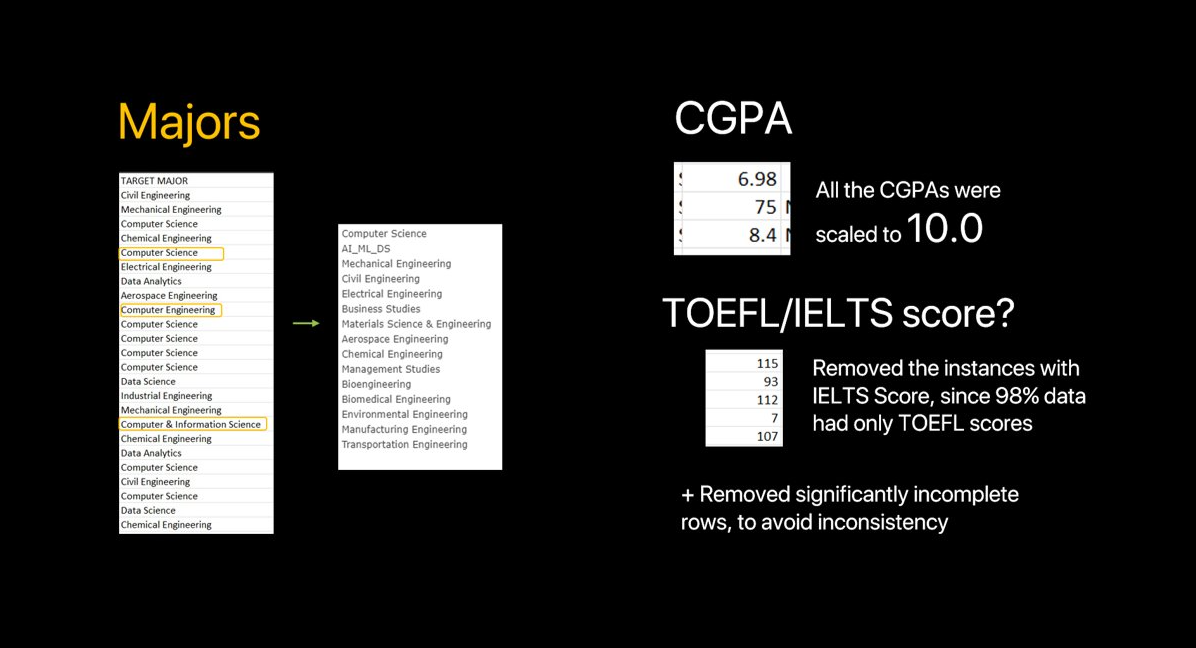 Majors
TARGET MAJOR
Civil Engineering
Mechanical Engineering
Computer Science
Chemical Engineering
Computer Science
Electrical Engineering
Data Analytics
Aerospace Engineering
Computer Engineering
Computer Science
Computer Science
Computer Science
Computer Science
Data Science
Industrial Engineering
Mechanical Engineering
Computer & Information Science
Chemical Engineering
Data Analytics
Computer Science
Civil Engineering
Computer Science
Data Science
Chemical Engineering
Computer Science
AI_ML_DS
Mechanical Engineering
Civil Engineering
Electrical Engineering
Business Studies
Materials Science & Engineering
Aerospace Engineering
Chemical Engineering
Management Studies
Bioengineering
Biomedical Engineering
Environmental Engineering
Manufacturing Engineering
Transportation Engineering
CGPA
6.98
75
8.4
All the CGPAs were
scaled to 10.0
TOEFL/IELTS score?
115
93
112
7
107
Removed the instances with
IELTS Score, since 98% data
had only TOEFL scores
+ Removed significantly incomplete
rows, to avoid inconsistency